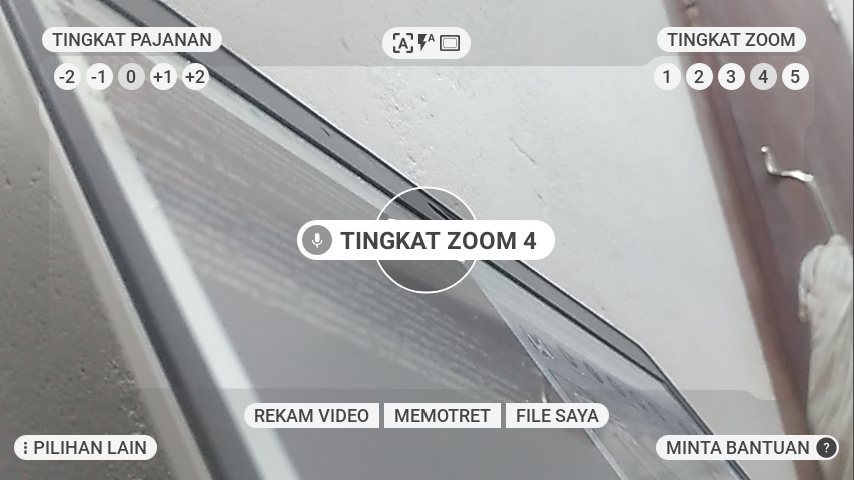 TINGKAT PAJANAN
-2 -1 0 +1 +2
A A
TINGKAT ZOOM
1 2 3 4 5
TINGKAT ZOOM 4
REKAM VIDEO MEMOTRET FILE SAYA
PILIHAN LAIN
MINTA BANTUAN ?